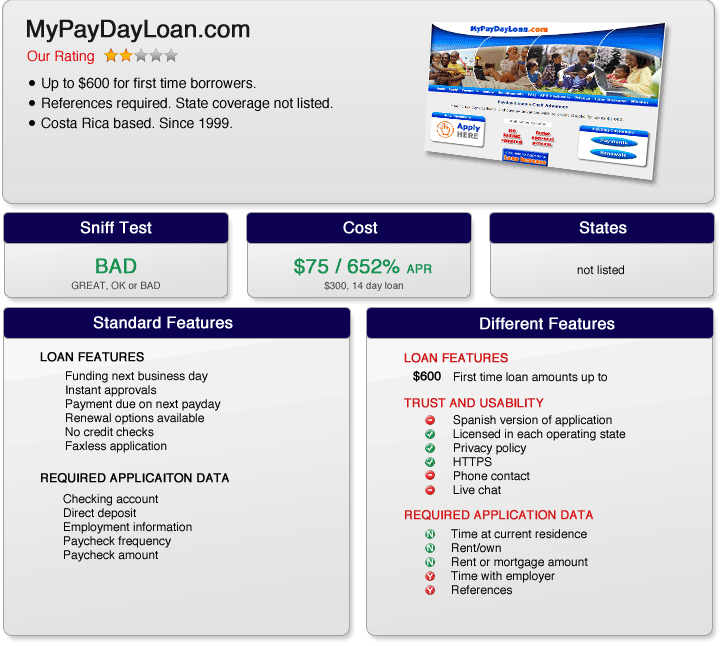 MyPayDayLoan.com
Our Rating
Up to $600 for first time borrowers.
References required. State coverage not listed.
Costa Rica based. Since 1999.
MyPayDayLoan.com
Apply
HERE
Payments
Renewals
Sniff Test
BAD
GREAT, OK or BAD
Cost
$75 / 652% APR
$300, 14 day loan
States
not listed
Standard Features
LOAN FEATURES
Funding next business day
Instant approvals
Payment due on next payday
Renewal options available
No credit checks
Faxless application
REQUIRED APPLICAITON DATA
Checking account
Direct deposit
Employment information
Paycheck frequency
Paycheck amount
Different Features
LOAN FEATURES
$600 First time loan amounts up to
TRUST AND USABILITY
Spanish version of application
Licensed in each operating state
Privacy policy
HTTPS
Phone contact
Live chat
REQUIRED APPLICATION DATA
N Time at current residence
N Rent/own
N Rent or mortgage amount
Y Time with employer
Y References